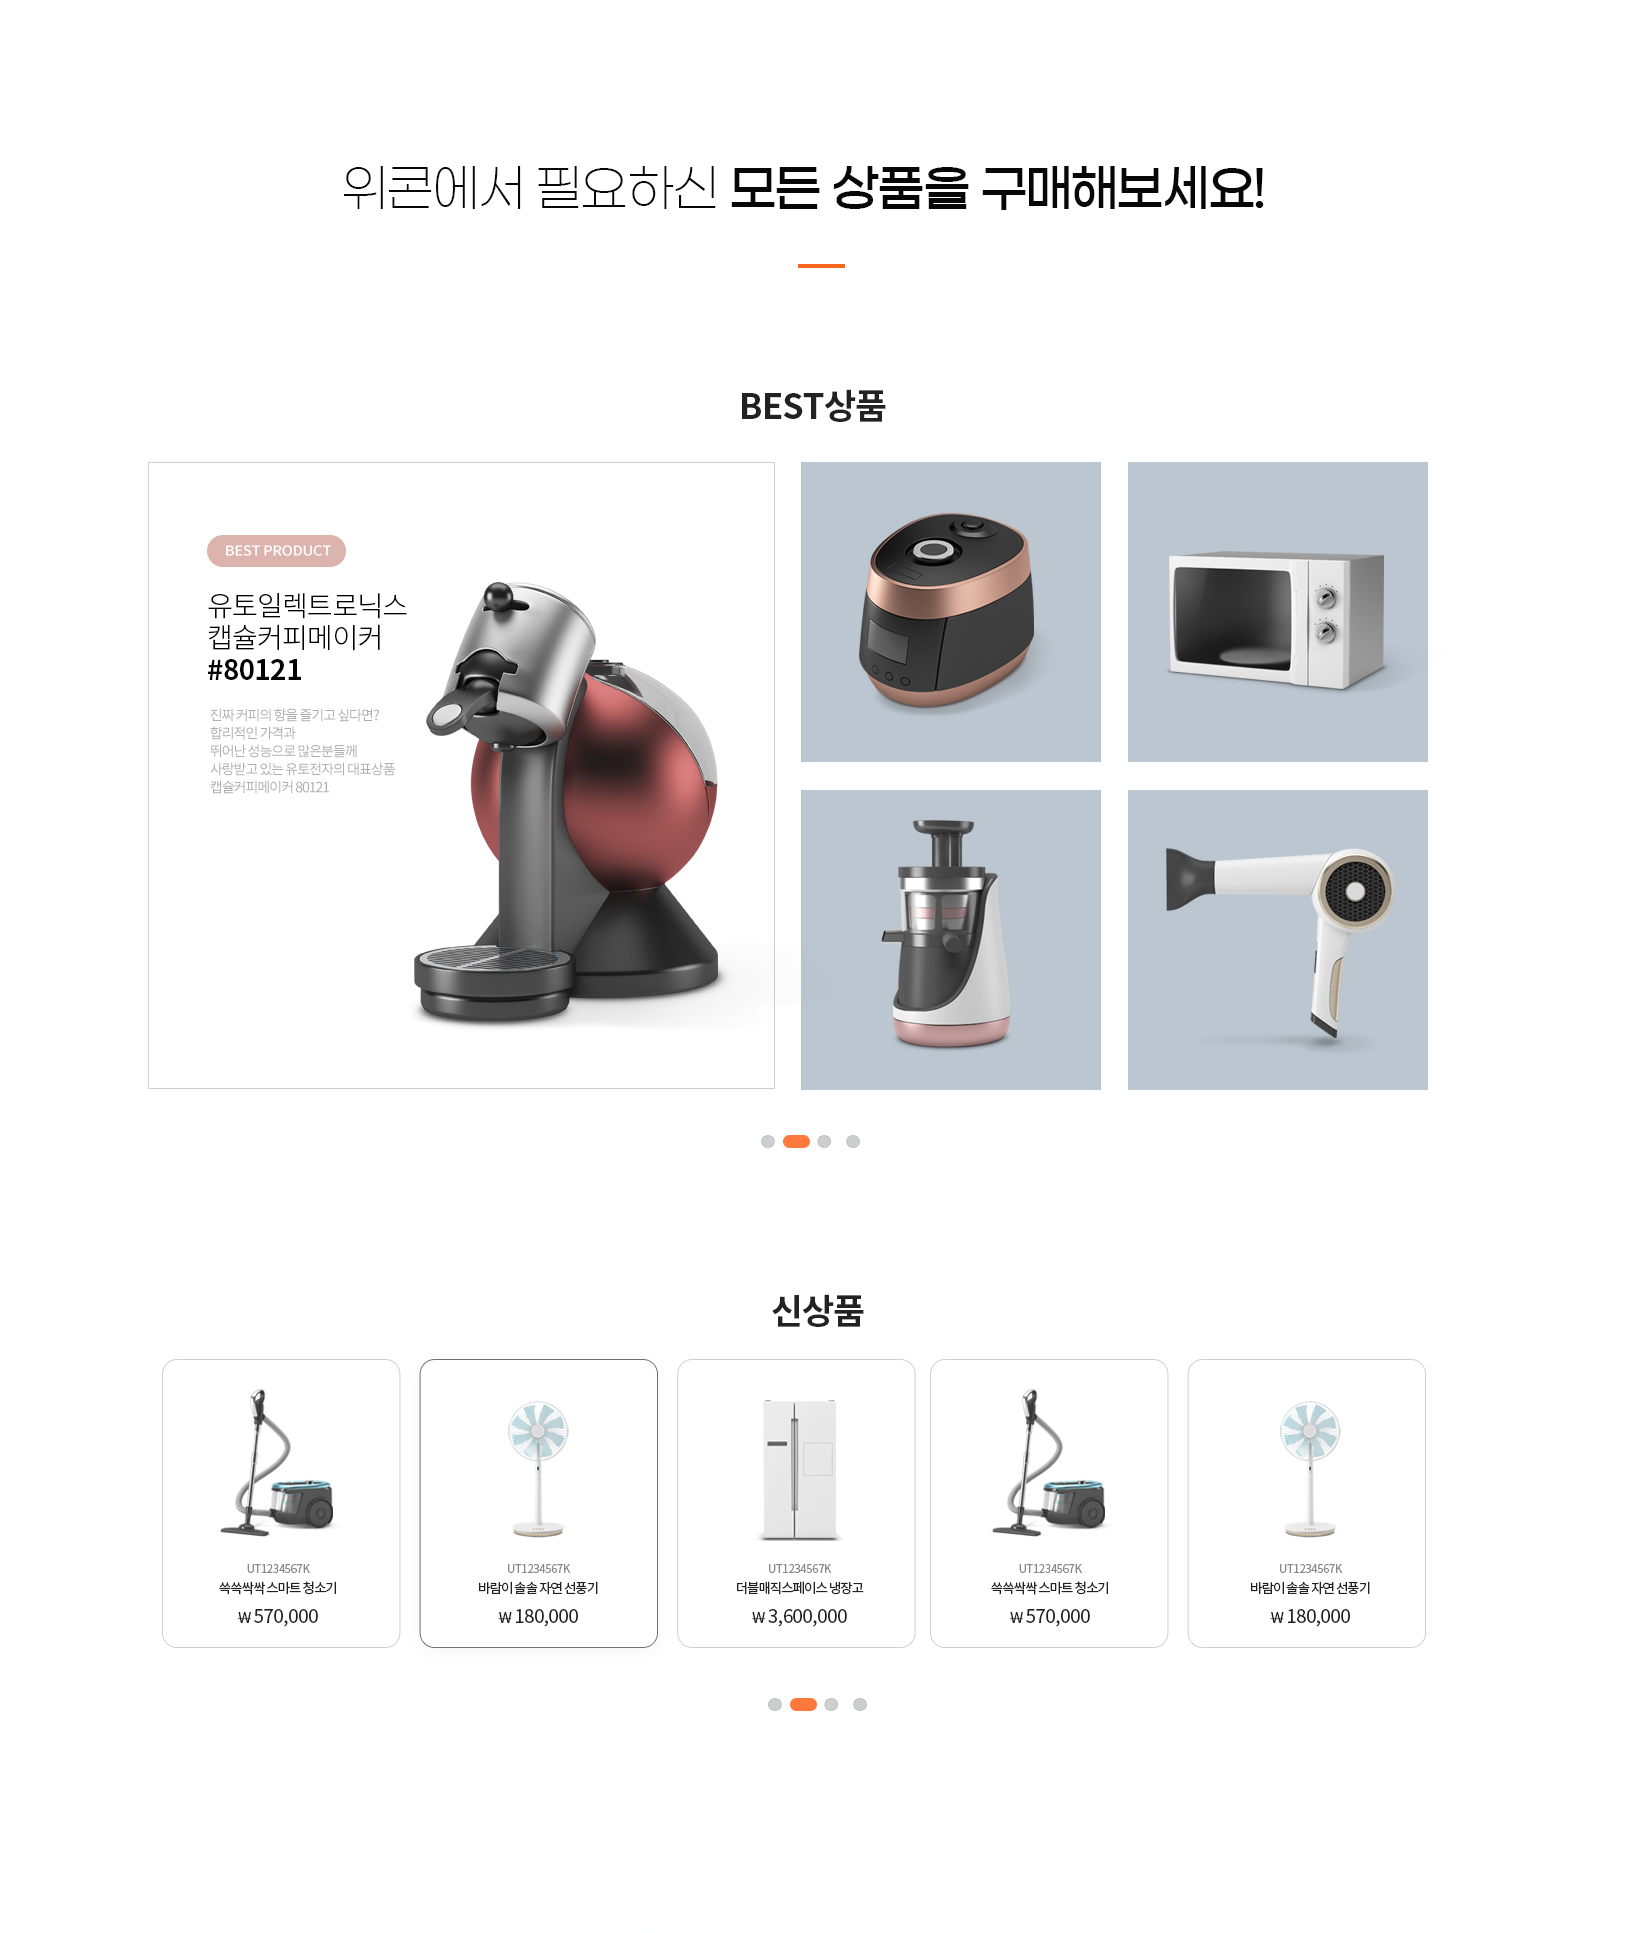 위콘에서 필요하신 모든 상품을 구매해보세요!
BEST상품
BEST PRODUCT
유토일렉트로닉스
캡슐커피메이커
#80121
진짜 커피의 향을 즐기고 싶다면?
합리적인 가격과
뛰어난 성능으로 많은분들께
사랑받고 있는 유토전자의 대표상품
캡슐커피메이커 80121
신상품
UT1234567K
쓱쓱싹싹 스마트 청소기
₩ 570,000
UT1234567K
바람이 솔솔 자연 선풍기
₩ 180,000
UT1234567K
더블매직스페이스 냉장고
₩ 3,600,000
UT1234567K
쓱쓱싹싹 스마트 청소기
₩ 570,000
UT1234567K
바람이 솔솔 자연 선풍기
₩ 180,000